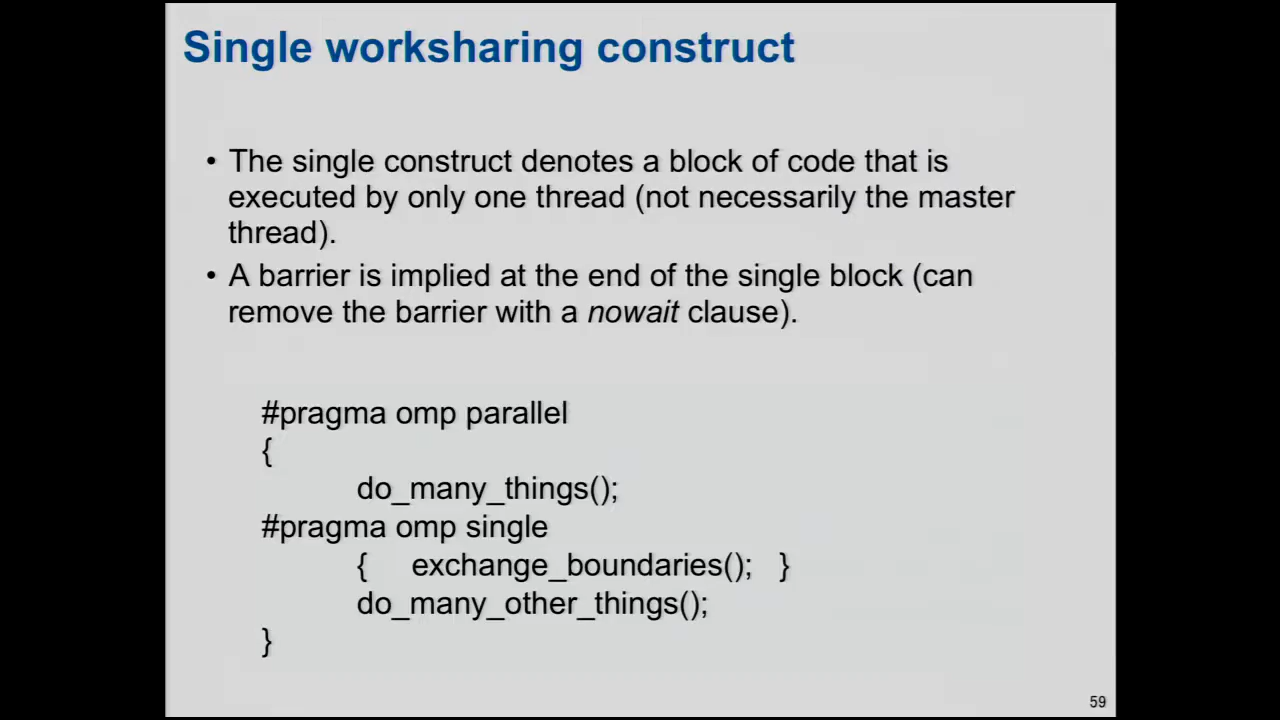 Single worksharing construct
• The single construct denotes a block of code that is
executed by only one thread (not necessarily the master
thread).
• A barrier is implied at the end of the single block (can
remove the barrier with a nowait clause).
#pragma omp parallel
{
do_many_things();
#pragma omp single
{ exchange_boundaries(); }
do_many_other_things();
}
59